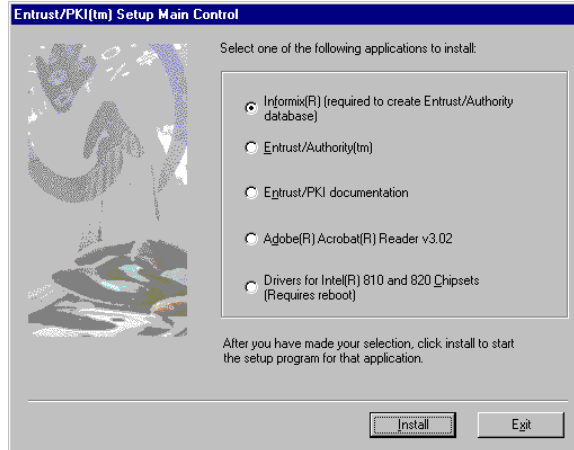 Entrust/PKI(tm) Setup Main Control
Select one of the following applications to install:
Informix(R) (required to create Entrust/Authority
database)
Entrust/Authority(tm)
Entrust/PKI documentation
Adobe(R) Acrobat(R) Reader v3.02
Drivers for Intel(R) 810 and 820 Chipsets
(Requires reboot)
After you have made your selection, click install to start
the setup program for that application.
Install
Exit